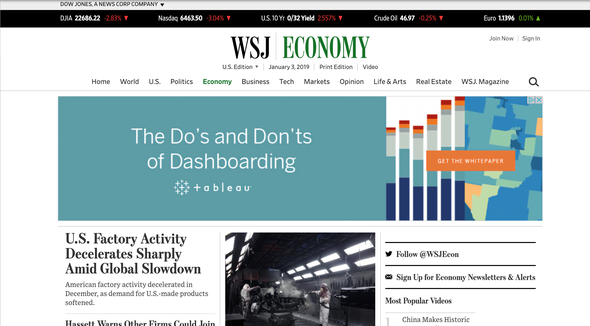 DOW JONES, A NEWS CORP COMPANY
DJIA 22686.22 -2.83% Nasdaq 6463.50 -3.04% U.S. 10 Yr 0/32 Yield 2.557% Crude Oil 46.97 -0.25% Euro 1.1396 0.01%
WSJ ECONOMY
Join Now Sign In
U.S. Edition January 3, 2019 Print Edition Video
Home World U.S. Politics Economy Business Tech Markets Opinion Life & Arts Real Estate WSJ. Magazine
The Do's and Don'ts
of Dashboarding
+ableau
GET THE WHITEPAPER
U.S. Factory Activity
Decelerates Sharply
Amid Global Slowdown
American factory activity decelerated in
December, as demand for U.S.-made products
softened.
Hassett Warns Other Firms Could Join
Follow @WSJEcon
Sign Up for Economy Newsletters & Alerts
Most Popular Videos
1 China Makes Historic